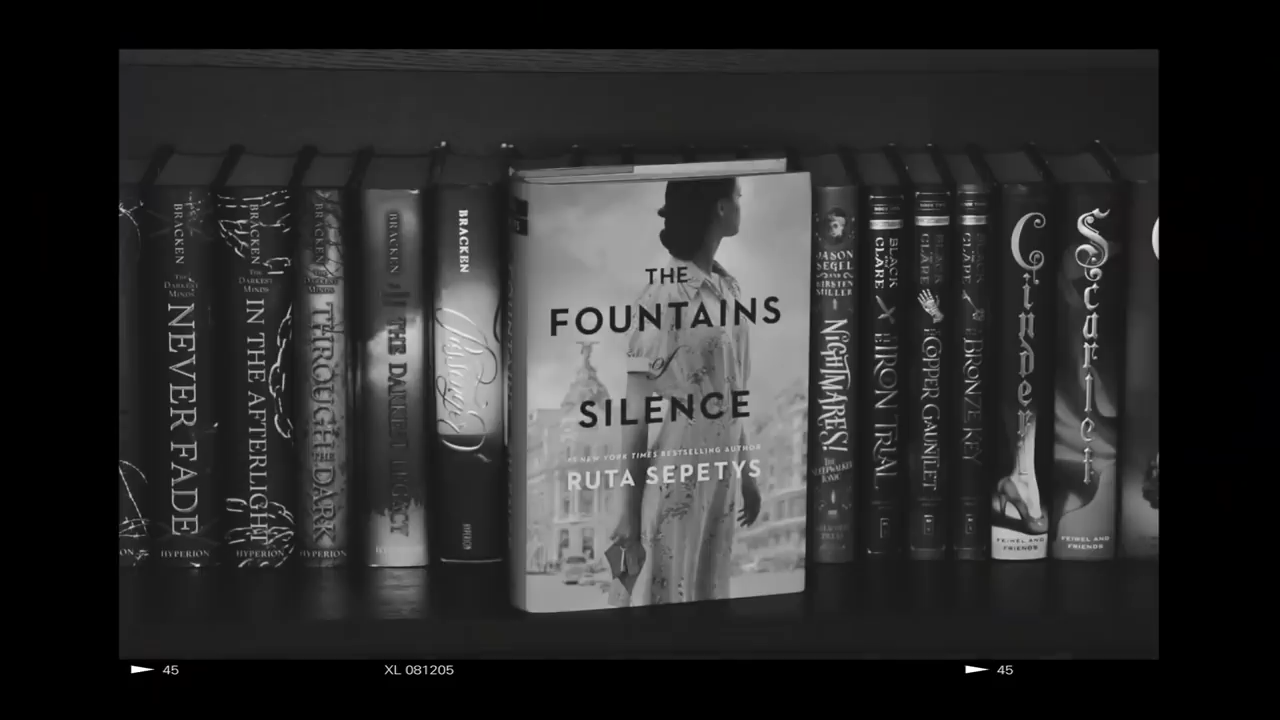 BRACKEN
THE
DARKEST
MINDS
NEVER FADE
HYPERION
BRACKEN
THE
DARKEST
MINDS
IN THE AFTERLIGHT
HYPERION
BRACKEN
THE
DARKEST
MINDS
THROUGH THE DARK
HYPERION
BRACKEN
THE DARKEST LEGACY
BRACKEN
Passenger
HYPERION
THE
FOUNTAINS
of
SILENCE
#1 NEW YORK TIMES BESTSELLING AUTHOR
RUTA SEPETYS
JASON
SEGEL
AND
KIRSTEN
MILLER
NIGHTMARES!
THE
SLEEPWALKER
TONIC
BLACK
CLARE
THE IRON TRIAL
BLACK
CLARE
THE COPPER GAUNTLET
BLACK
CLARE
THE BRONZE KEY
Cinder
FEIWEL AND
FRIENDS
Scarlet
FEIWEL AND
FRIENDS
45
XL 081205
45